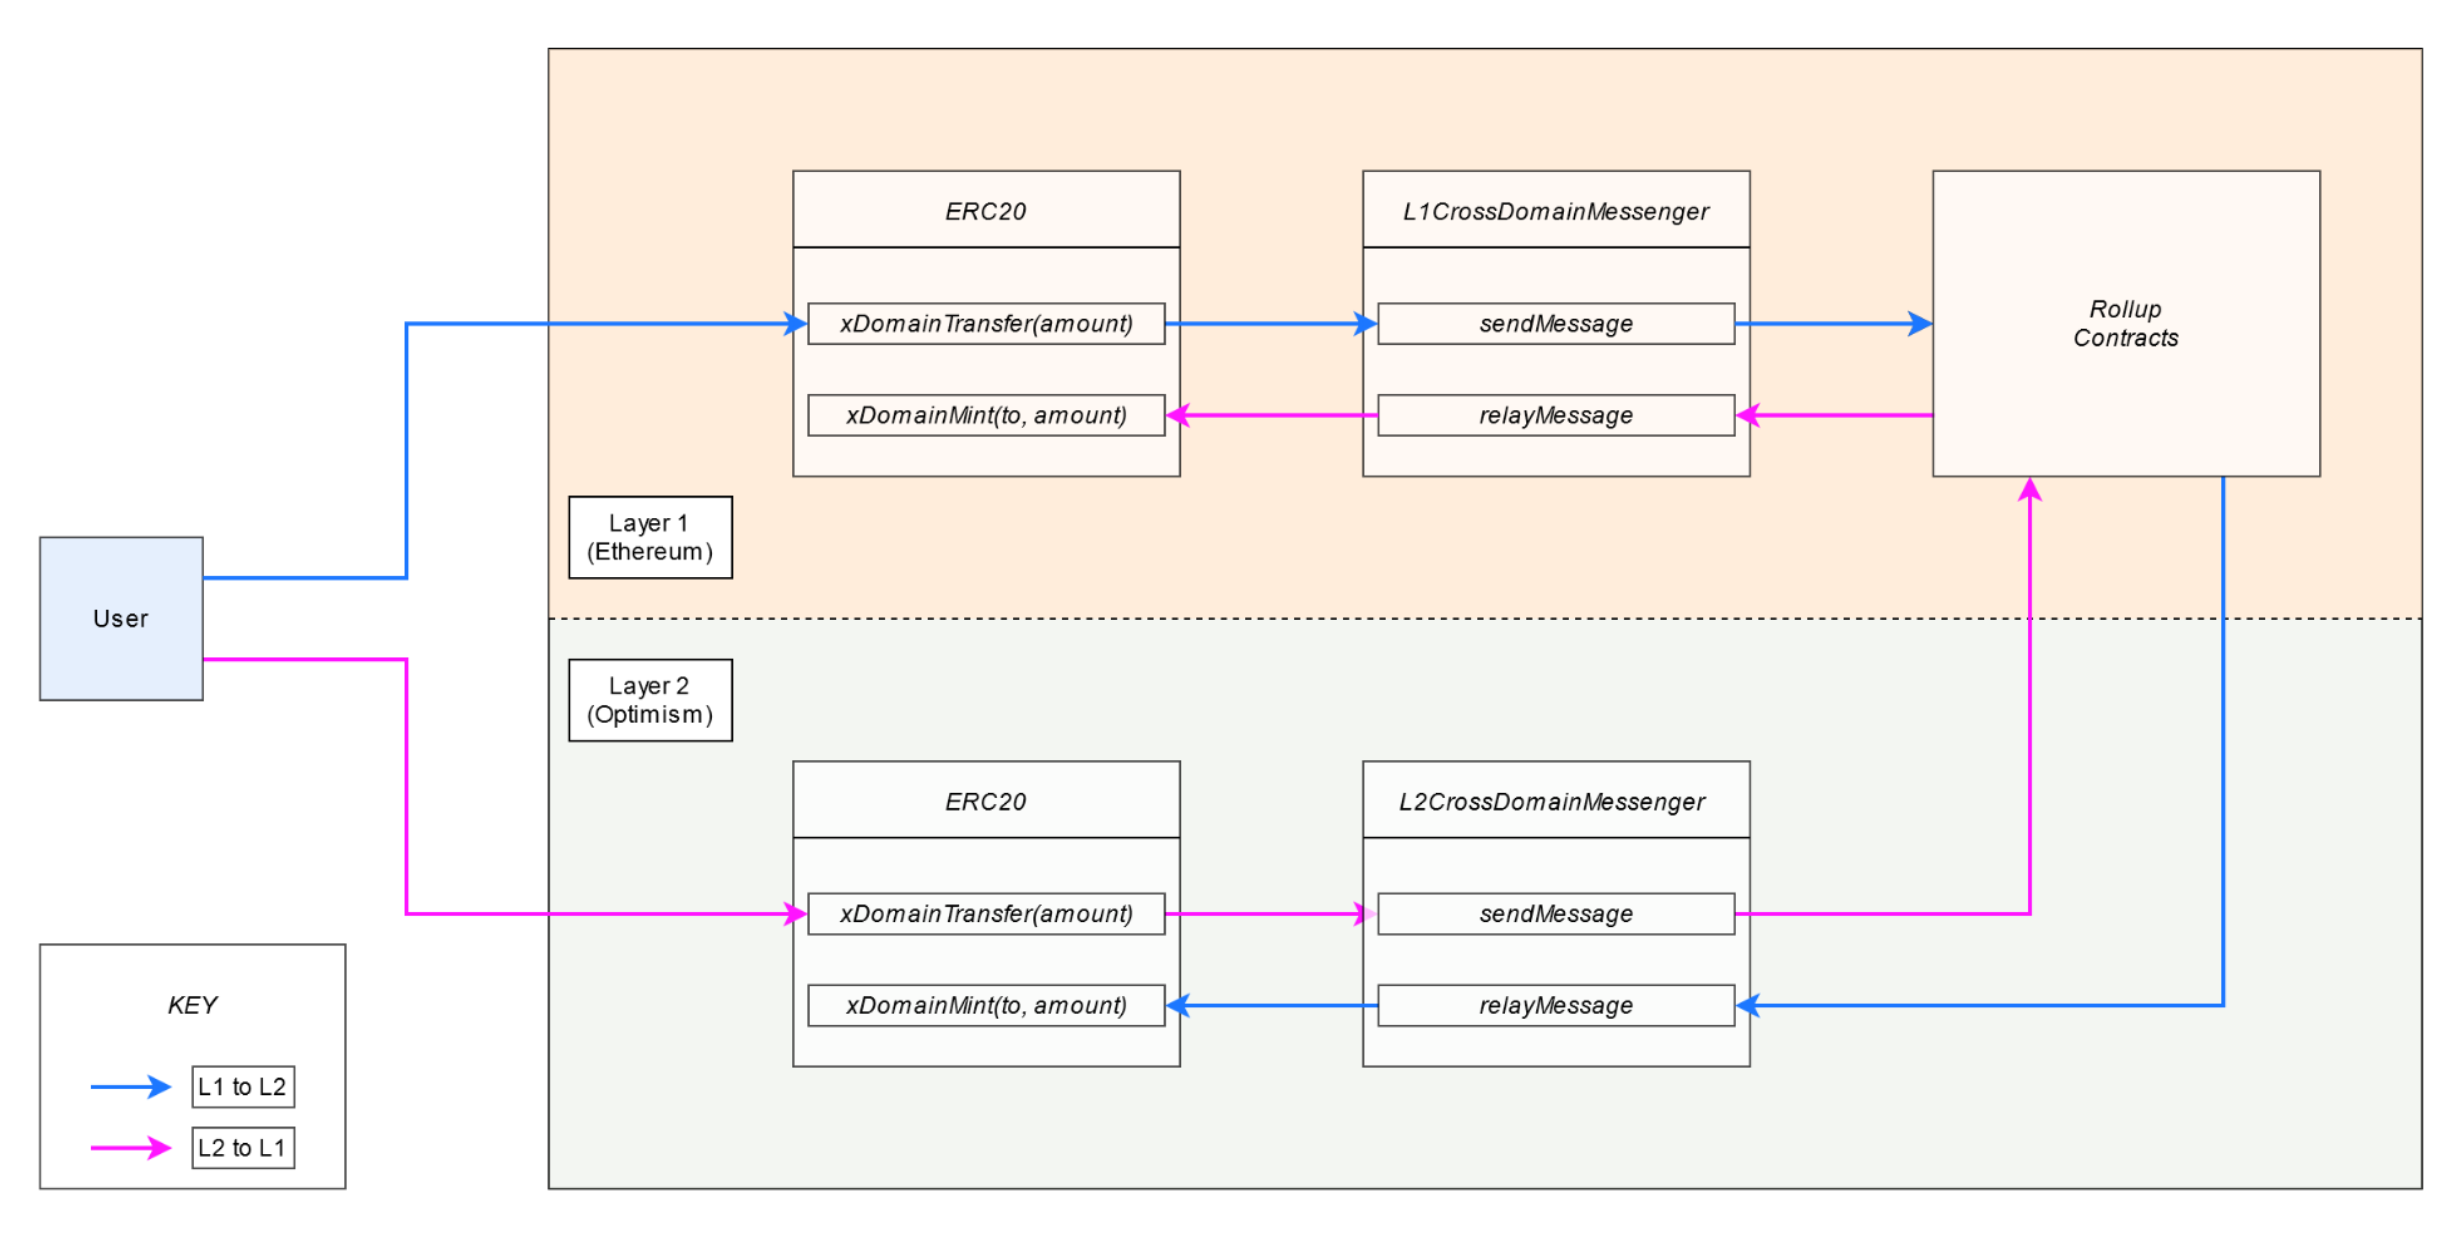 ERC20
L1CrossDomainMessenger
xDomainTransfer(amount)
sendMessage
Rollup
Contracts
xDomainMint(to, amount)
relayMessage
Layer 1
(Ethereum)
User
Layer 2
(Optimism)
ERC20
L2CrossDomainMessenger
xDomainTransfer(amount)
sendMessage
xDomainMint(to, amount)
relayMessage
KEY
L1 to L2
L2 to L1